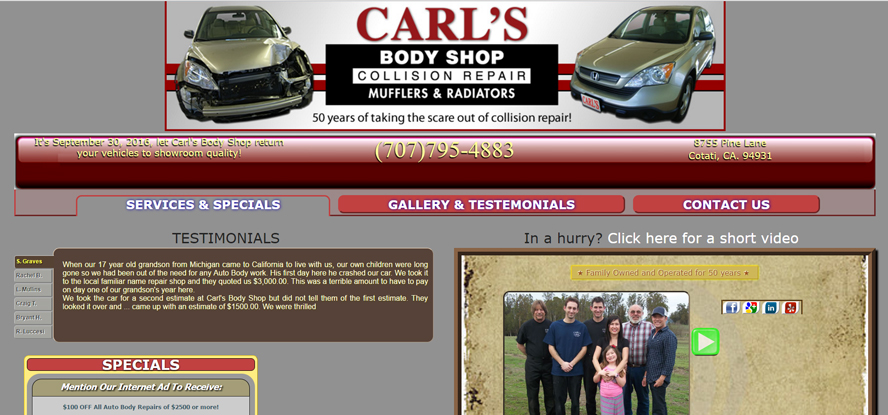 CARL'S
BODY SHOP
COLLISION REPAIR
MUFFLERS & RADIATORS
CARL'S
50 years of taking the scare out of collision repair!
It's September 30, 2016, let Carl's Body Shop return
your vehicles to showroom quality!
(707)795-4883
8755 Pine Lane
Cotati, CA. 94931
SERVICES & SPECIALS
GALLERY & TESTEMONIALS
CONTACT US
TESTIMONIALS
S. Graves
Rachel B.
L. Mullins
Craig T.
Bryant H.
R. Luccesi
When our 17 year old grandson from Michigan came to California to live with us, our own children were long
gone so we had been out of the need for any Auto Body work. His first day here he crashed our car. We took it
to the local familiar name repair shop and they quoted us $3,000.00. This was a terrible amount to have to pay
on day one of our grandson's year here.
We took the car for a second estimate at Carl's Body Shop but did not tell them of the first estimate. They
looked it over and ... came up with an estimate of $1500.00. We were thrilled
In a hurry? Click here for a short video
★ Family Owned and Operated for 50 years ★
SPECIALS
Mention Our Internet Ad To Receive:
$100 OFF All Auto Body Repairs of $2500 or more!